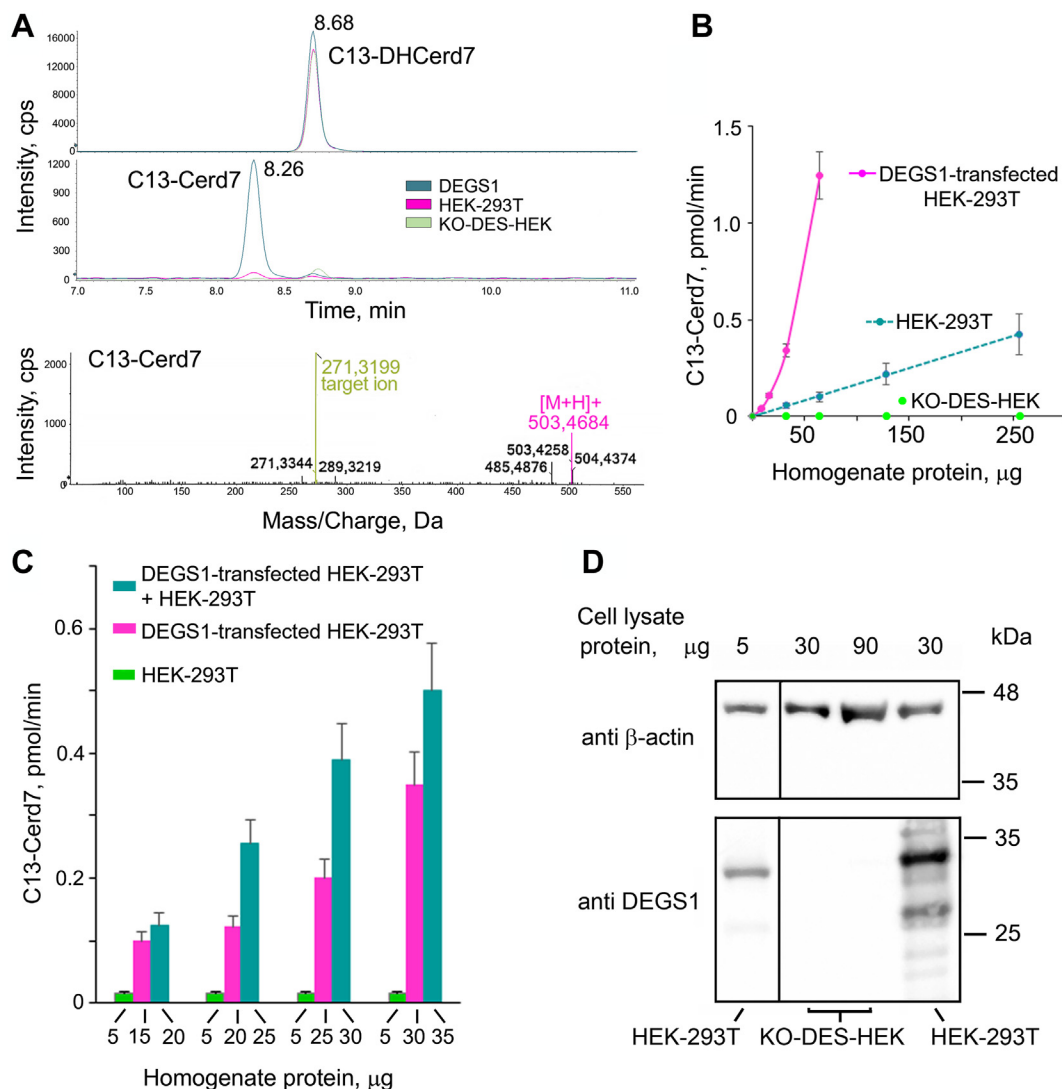 A
16000
12000
8000
4000
0
Intensity, cps
8.68
C13-DHCerd7
1200
900
600
300
0
C13-Cerd7
8.26
DEGS1
HEK-293T
KO-DES-HEK
7.0 7.5 8.0 8.5 9.0 9.5 10.0 10.5 11.0
Time, min
C13-Cerd7
Intensity, cps
2000
1000
0
271,3199
target ion
[M+H]+
503,4684
271,3344
289,3219
503,4258
485,4876
504,4374
100 150 200 250 300 350 400 450 500 550
Mass/Charge, Da
B
C13-Cerd7, pmol/min
1.5
1.0
0.5
0
DEGS1-transfected
HEK-293T
HEK-293T
KO-DES-HEK
50 150 250
Homogenate protein, µg
C
C13-Cerd7, pmol/min
0.6
0.4
0.2
0
DEGS1-transfected HEK-293T
+ HEK-293T
DEGS1-transfected HEK-293T
HEK-293T
5 15 20 5 20 25 5 25 30 5 30 35
Homogenate protein, µg
D
Cell lysate
protein, µg 5 30 90 30 kDa
anti β-actin
48
35
anti DEGS1
35
25
HEK-293T KO-DES-HEK HEK-293T